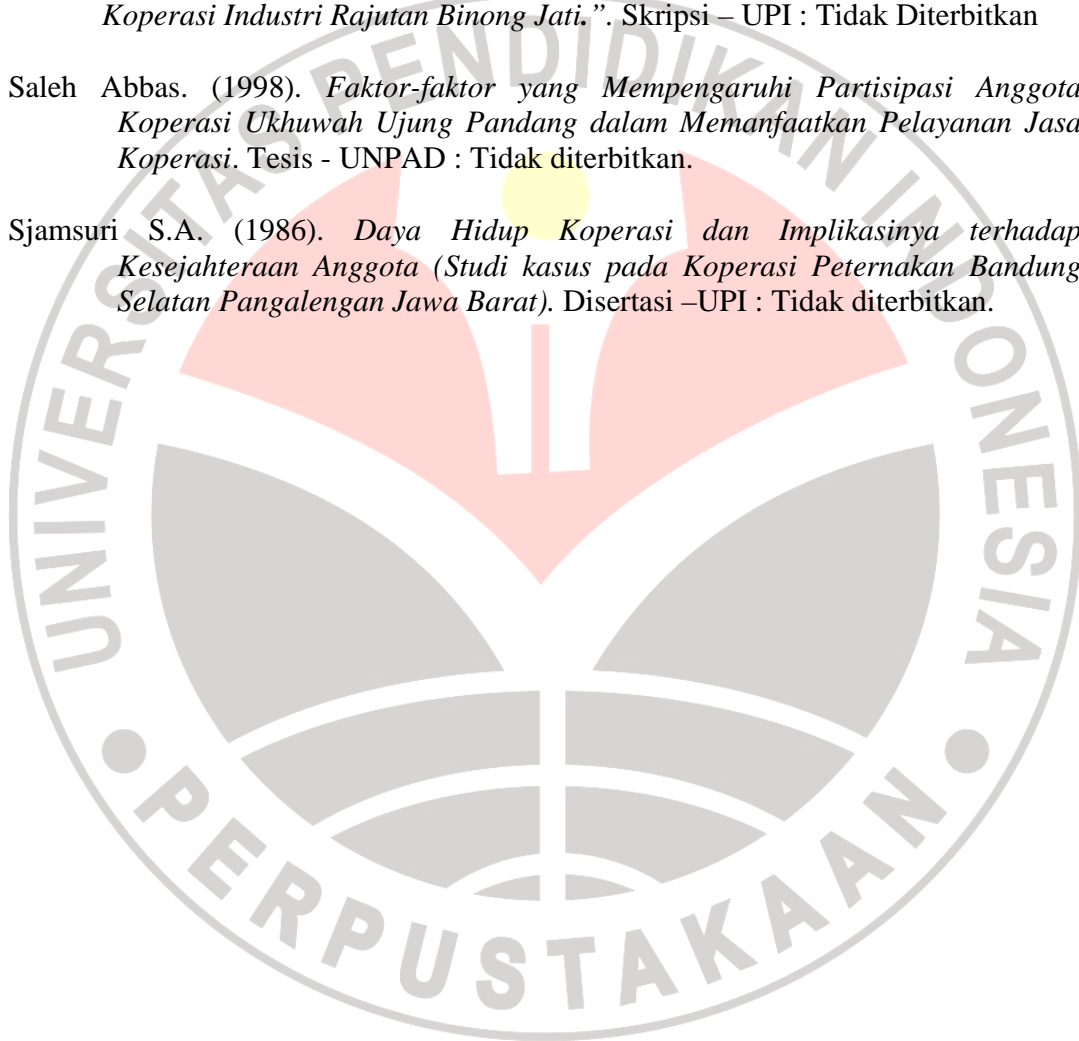 Koperasi Industri Rajutan Binong Jati.”. Skripsi – UPI : Tidak Diterbitkan
Saleh Abbas. (1998). Faktor-faktor yang Mempengaruhi Partisipasi Anggota
Koperasi Ukhuwah Ujung Pandang dalam Memanfaatkan Pelayanan Jasa
Koperasi. Tesis - UNPAD : Tidak diterbitkan.
Sjamsuri S.A. (1986). Daya Hidup Koperasi dan Implikasinya terhadap
Kesejahteraan Anggota (Studi kasus pada Koperasi Peternakan Bandung
Selatan Pangalengan Jawa Barat). Disertasi –UPI : Tidak diterbitkan.
UNIVERSITAS PENDIDIKAN INDONESIA
PERPUSTAKAAN